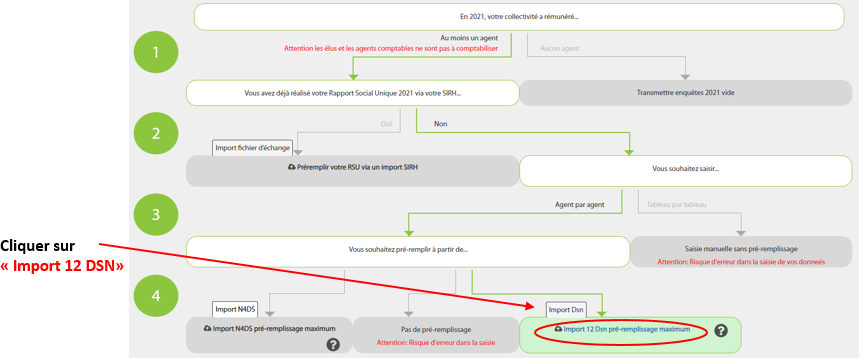 En 2021, votre collectivité a rémunéré...
1
Au moins un agent
Attention les élus et les agents comptables ne sont pas à comptabiliser
Aucun agent
Vous avez déjà réalisé votre Rapport Social Unique 2021 via votre SIRH...
Transmettre enquêtes 2021 vide
2
Oui
Non
Import fichier d'échange
Préremplir votre RSU via un import SIRH
Vous souhaitez saisir...
3
Agent par agent
Tableau par tableau
Cliquer sur
« Import 12 DSN»
Vous souhaitez pré-remplir à partir de...
Saisie manuelle sans pré-remplissage
Attention: Risque d'erreur dans la saisie de vos donneés
4
Import N4DS
Import Dsn
Import N4DS pré-remplissage maximum
?
Pas de pré-remplissage
Attention: Risque d'erreur dans la saisie
Import 12 Dsn pré-remplissage maximum
?